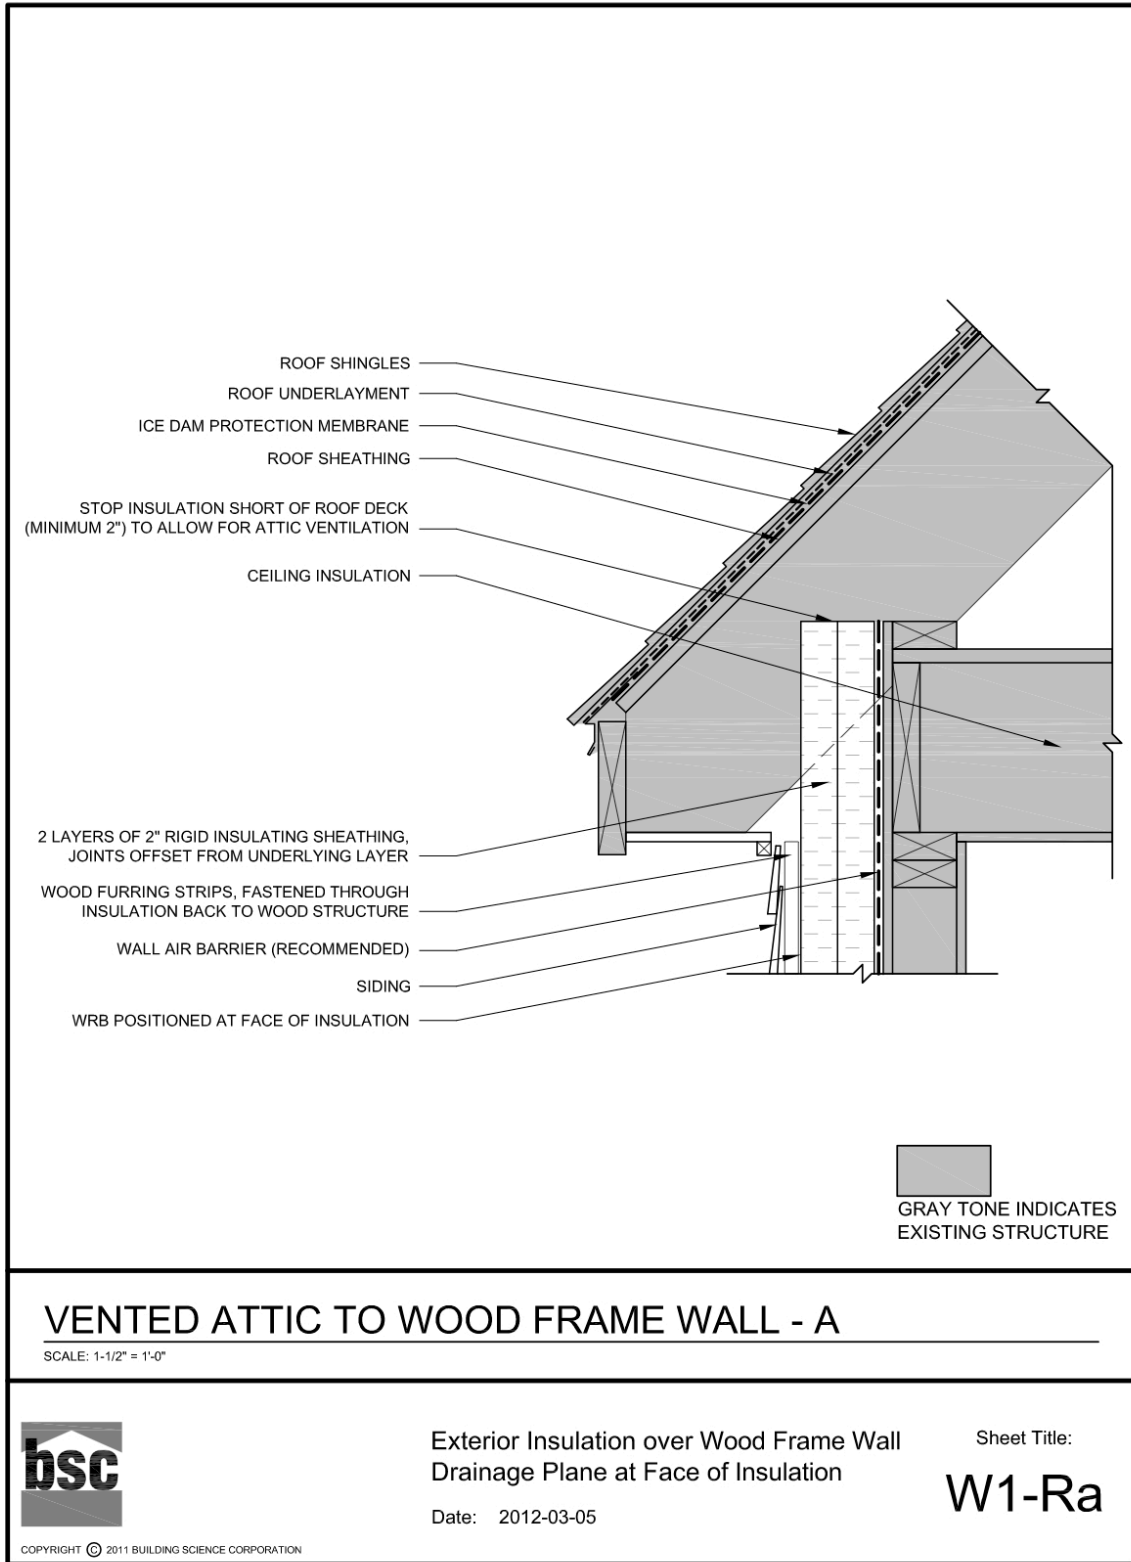 ROOF SHINGLES
ROOF UNDERLAYMENT
ICE DAM PROTECTION MEMBRANE
ROOF SHEATHING
STOP INSULATION SHORT OF ROOF DECK
(MINIMUM 2") TO ALLOW FOR ATTIC VENTILATION
CEILING INSULATION
2 LAYERS OF 2" RIGID INSULATING SHEATHING,
JOINTS OFFSET FROM UNDERLYING LAYER
WOOD FURRING STRIPS, FASTENED THROUGH
INSULATION BACK TO WOOD STRUCTURE
WALL AIR BARRIER (RECOMMENDED)
SIDING
WRB POSITIONED AT FACE OF INSULATION
GRAY TONE INDICATES
EXISTING STRUCTURE
VENTED ATTIC TO WOOD FRAME WALL - A
SCALE: 1-1/2" = 1'-0"
bsc
COPYRIGHT © 2011 BUILDING SCIENCE CORPORATION
Exterior Insulation over Wood Frame Wall
Drainage Plane at Face of Insulation
Date: 2012-03-05
Sheet Title:
W1-Ra